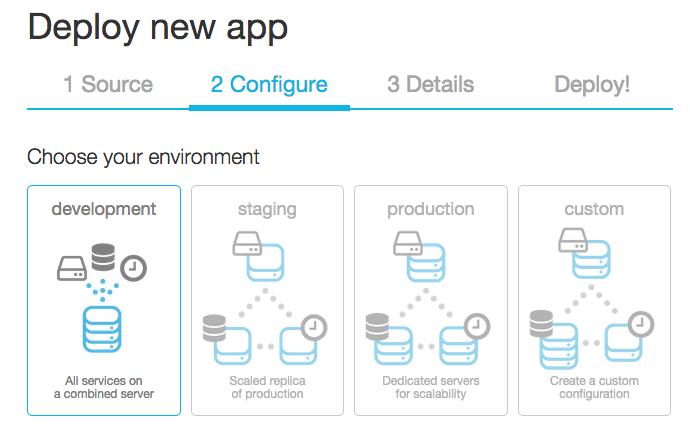 Deploy new app
1 Source 2 Configure 3 Details Deploy!
Choose your environment
development staging production custom
All services on
a combined server
Scaled replica
of production
Dedicated servers
for scalability
Create a custom
configuration